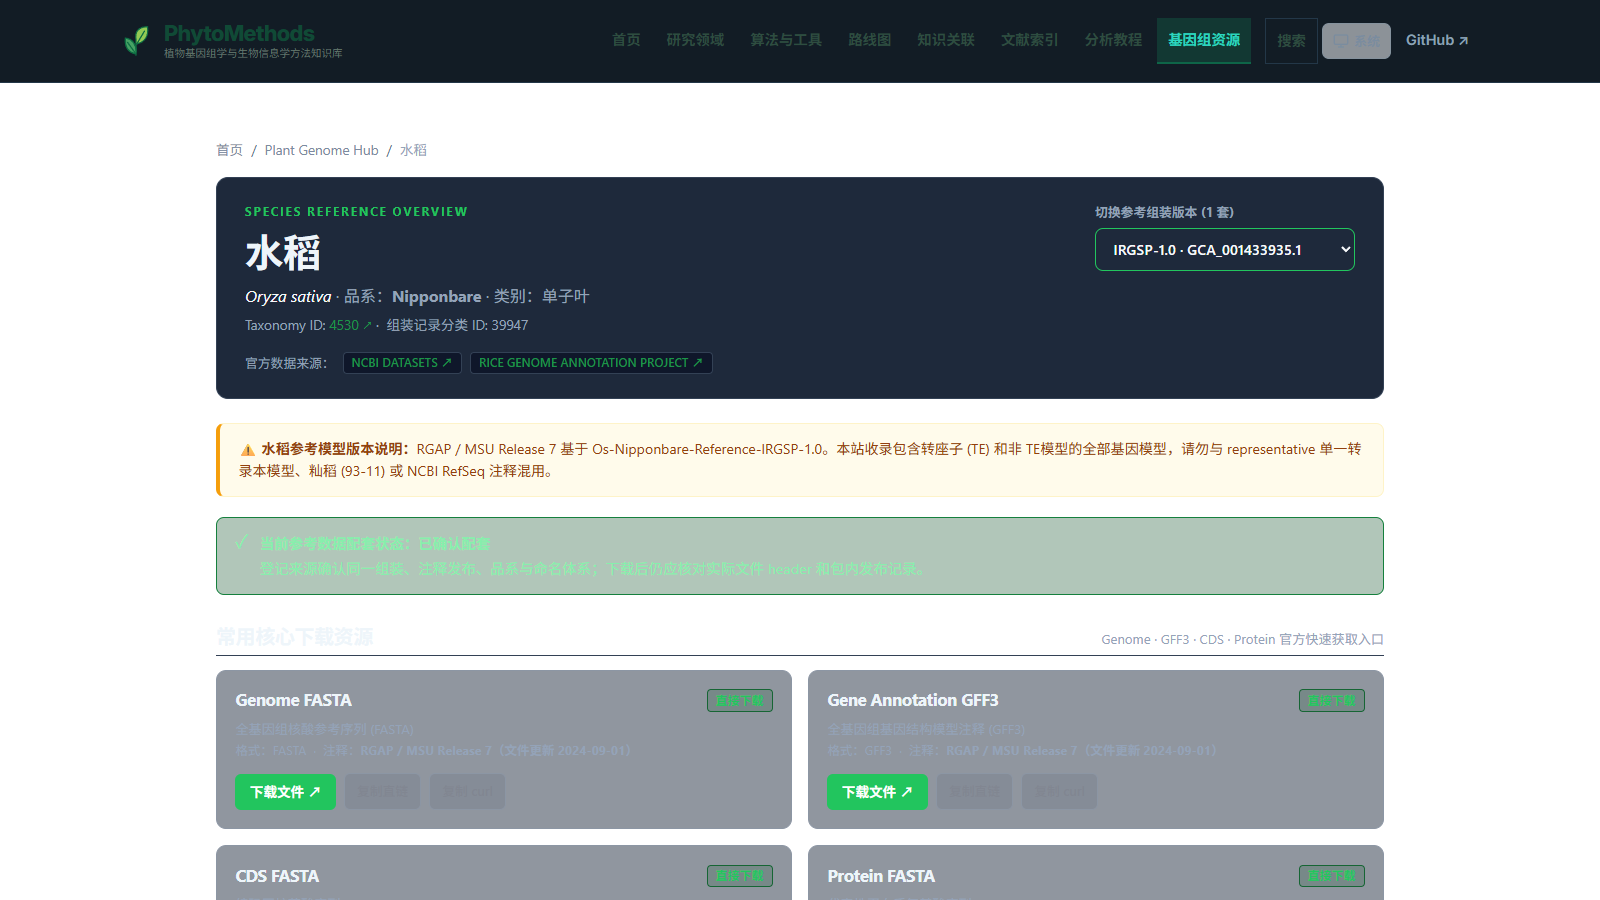 PhytoMethods
植物基因组学与生物信息学方法知识库
首页 研究领域 算法与工具 路线图 知识关联 文献索引 分析教程 基因组资源 搜索 系统 GitHub ↗
首页 / Plant Genome Hub / 水稻
SPECIES REFERENCE OVERVIEW
水稻
Oryza sativa · 品系：Nipponbare · 类别：单子叶
Taxonomy ID: 4530 ↗ · 组装记录分类 ID: 39947
官方数据来源： NCBI DATASETS ↗ RICE GENOME ANNOTATION PROJECT ↗
切换参考组装版本 (1 套)
IRGSP-1.0 · GCA_001433935.1
⚠ 水稻参考模型版本说明：RGAP / MSU Release 7 基于 Os-Nipponbare-Reference-IRGSP-1.0。本站收录包含转座子 (TE) 和非 TE模型的全部基因模型，请勿与 representative 单一转
录本模型、籼稻 (93-11) 或 NCBI RefSeq 注释混用。
✓ 当前参考数据配套状态：已确认配套
登记来源确认同一组装、注释发布、品系与命名体系；下载后仍应核对实际文件 header 和包内发布记录。
常用核心下载资源
Genome · GFF3 · CDS · Protein 官方快速获取入口
Genome FASTA 直接下载
全基因组核酸参考序列 (FASTA)
格式：FASTA 注释：RGAP / MSU Release 7（文件更新 2024-09-01）
下载文件 ↗ 复制链接 复制 curl
Gene Annotation GFF3 直接下载
全基因组基因结构模型注释 (GFF3)
格式：GFF3 注释：RGAP / MSU Release 7（文件更新 2024-09-01）
下载文件 ↗ 复制链接 复制 curl
CDS FASTA 直接下载
Protein FASTA 直接下载